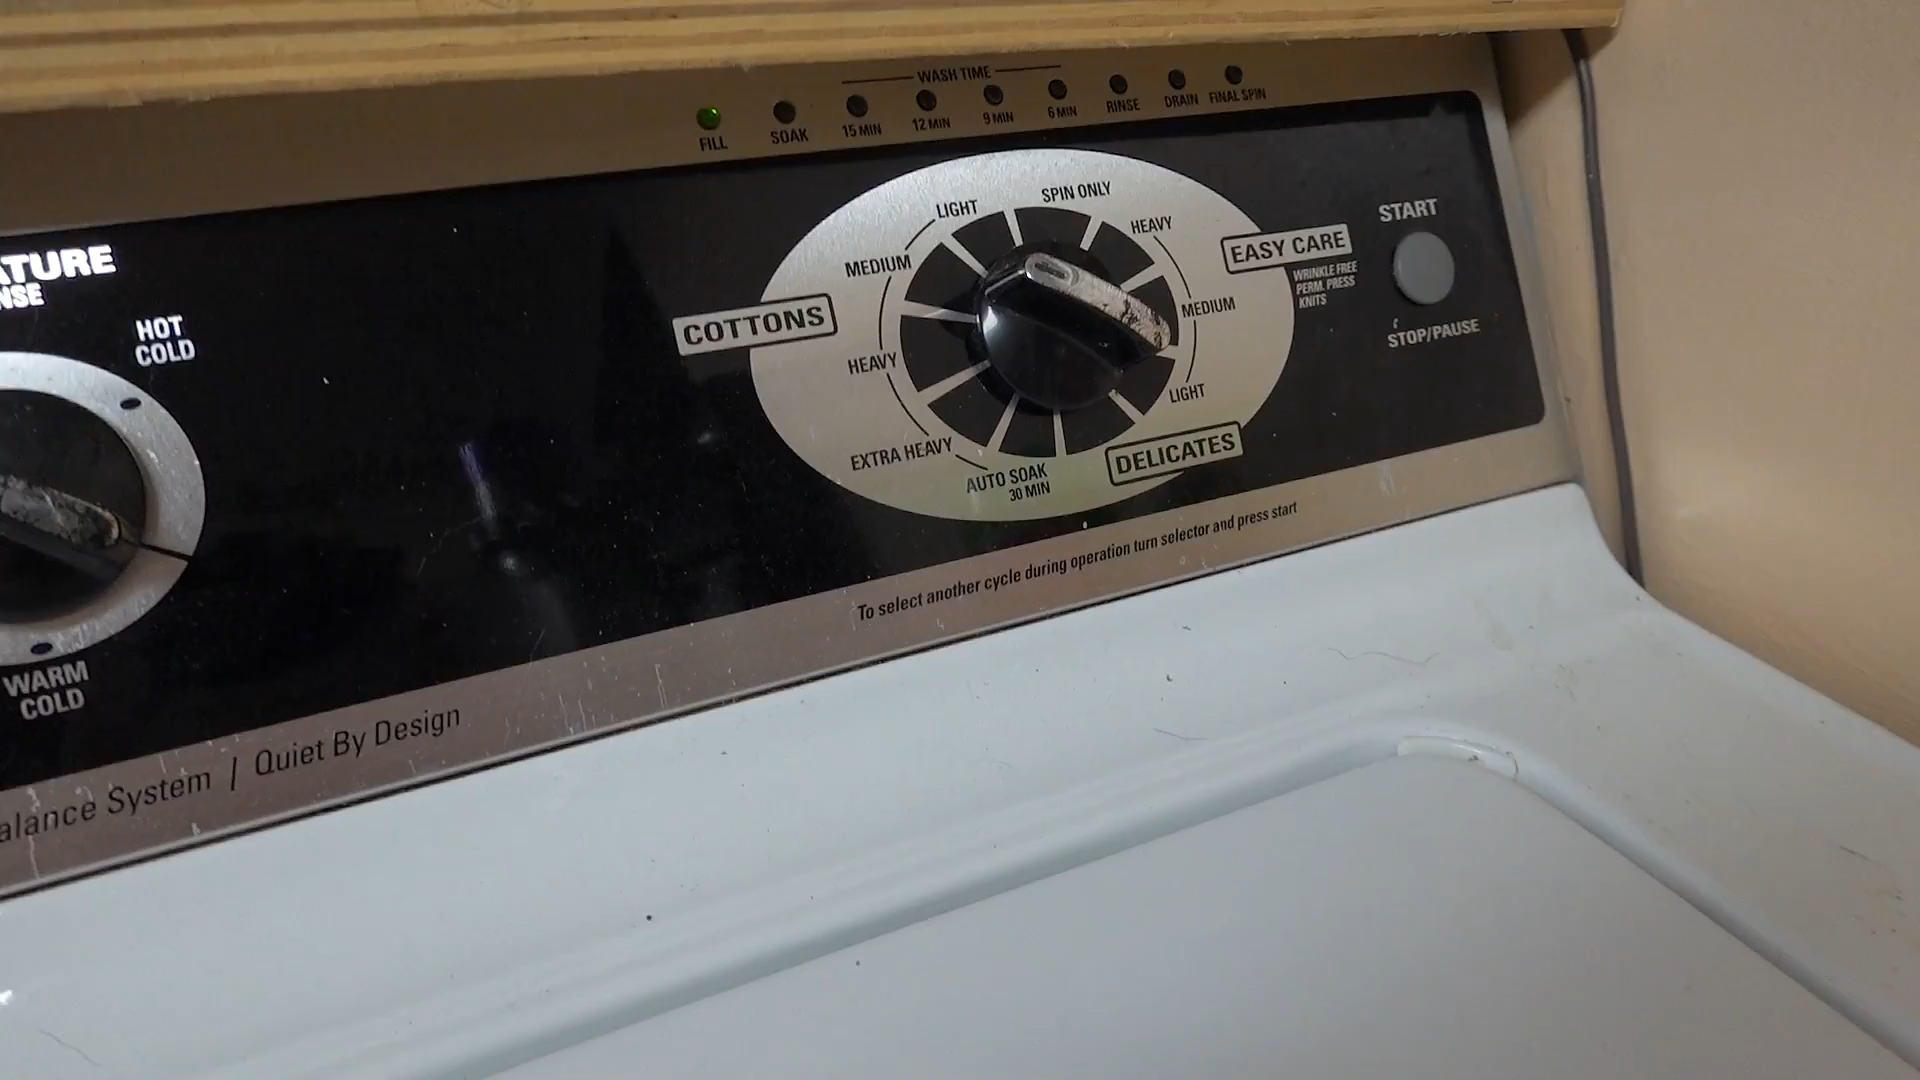 WASH TIME
FILL
SOAK
15 MIN
12 MIN
9 MIN
6 MIN
RINSE
DRAIN
FINAL SPIN
ATURE
NSE
HOT
COLD
WARM
COLD
COTTONS
LIGHT
MEDIUM
HEAVY
EXTRA HEAVY
AUTO SOAK
30 MIN
SPIN ONLY
HEAVY
MEDIUM
LIGHT
EASY CARE
WRINKLE FREE
PERM. PRESS
KNITS
DELICATES
START
STOP/PAUSE
To select another cycle during operation turn selector and press start
alance System | Quiet By Design